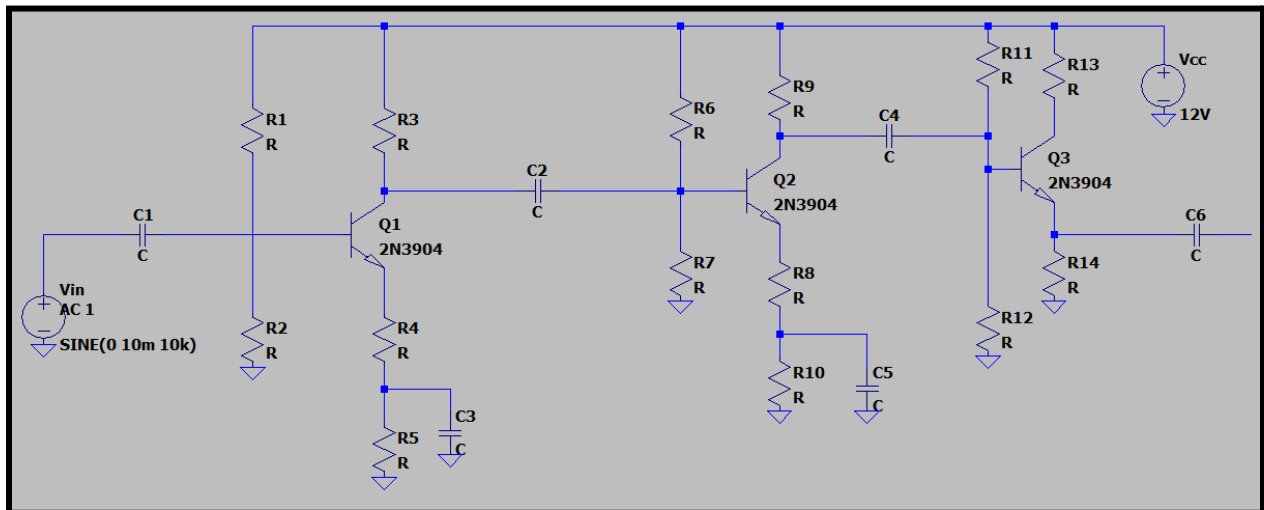 R1
R
R3
R
R6
R
R9
R
R11
R
R13
R
Vcc
12V
C1
C
C2
C
C4
C
C6
C
Q1
2N3904
Q2
2N3904
Q3
2N3904
Vin
AC 1
SINE(0 10m 10k)
R2
R
R4
R
R5
R
C3
C
R7
R
R8
R
R10
R
C5
C
R12
R
R14
R